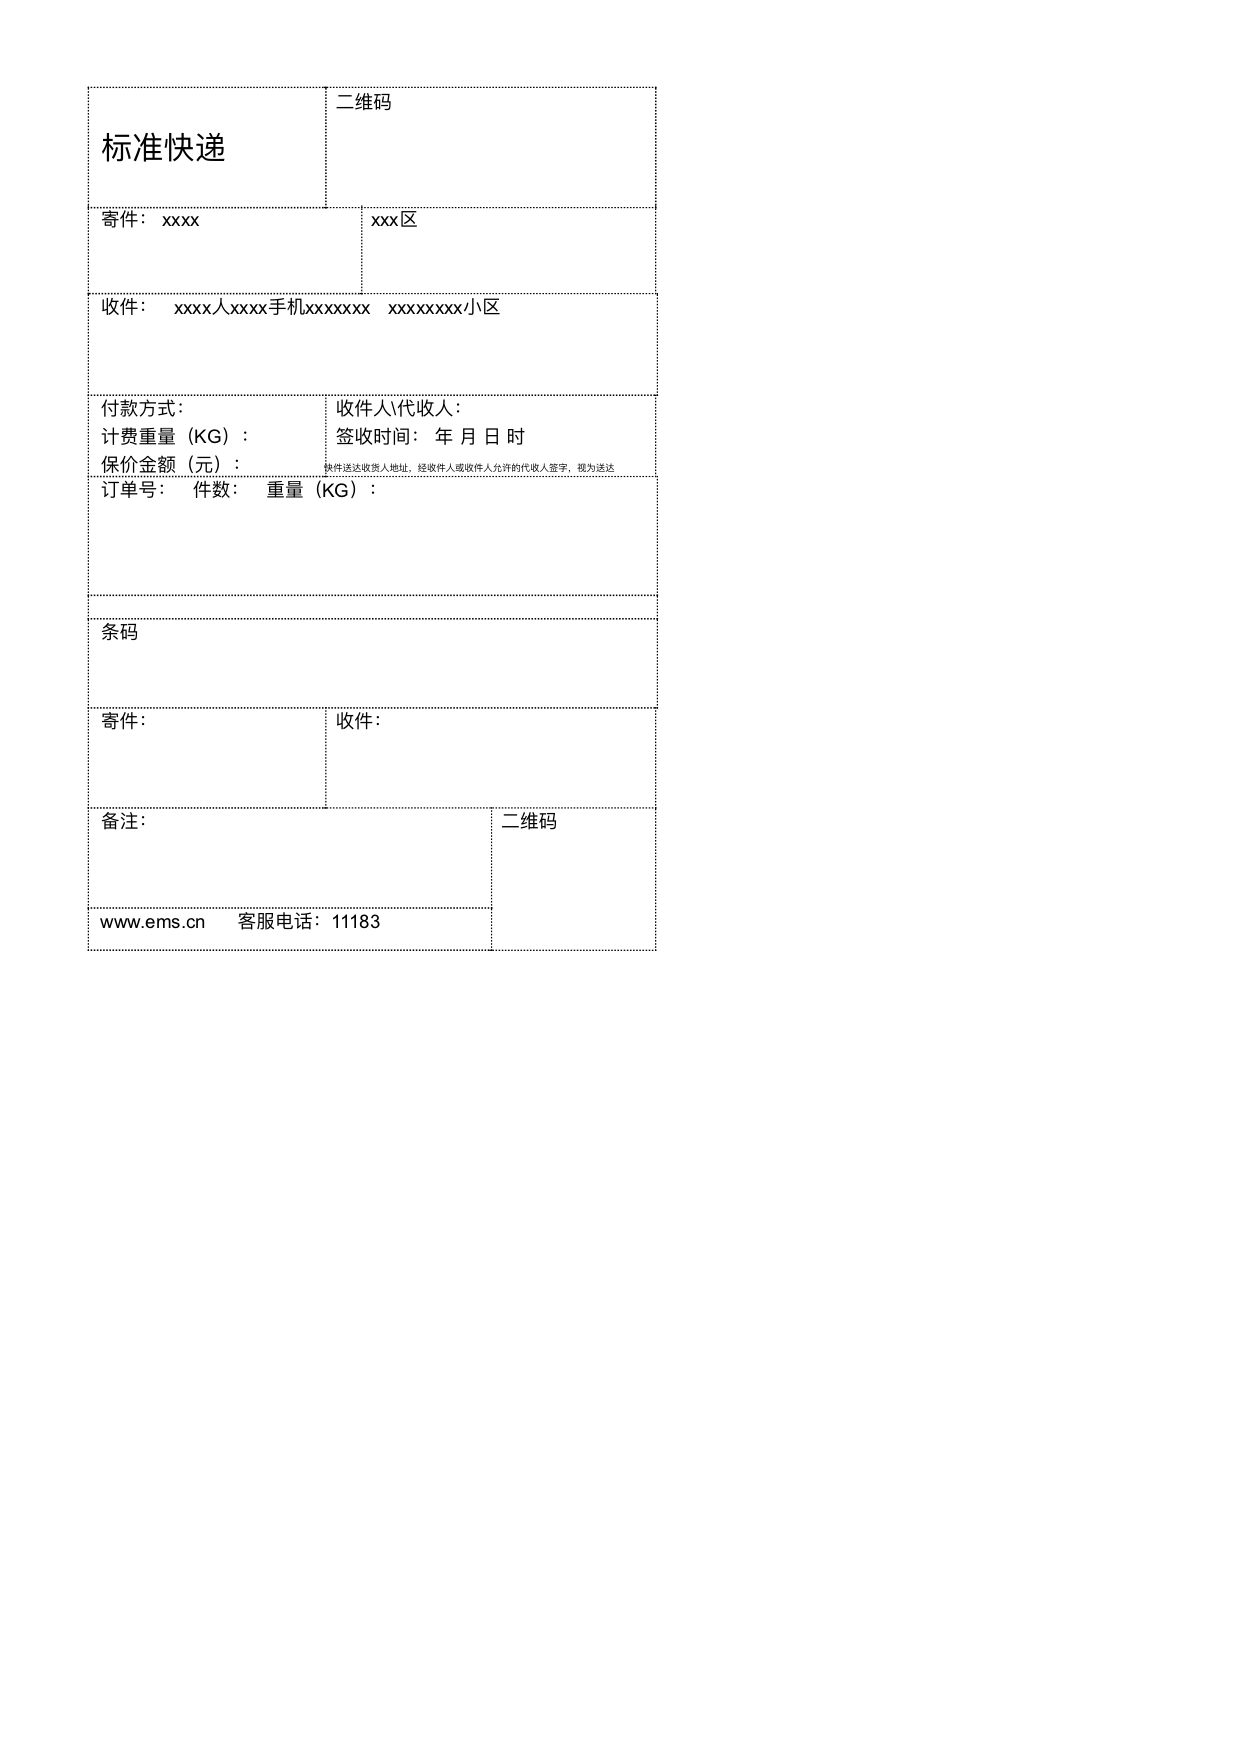 标准快递
二维码
寄件： xxxx
xxx区
收件： xxxx人xxxx手机xxxxxxx xxxxxxxx小区
付款方式：
计费重量（KG）：
保价金额（元）：
收件人\代收人：
签收时间： 年 月 日 时
快件送达收货人地址，经收件人或收件人允许的代收人签字，视为送达
订单号： 件数： 重量（KG）：
条码
寄件：
收件：
备注：
二维码
www.ems.cn 客服电话：11183